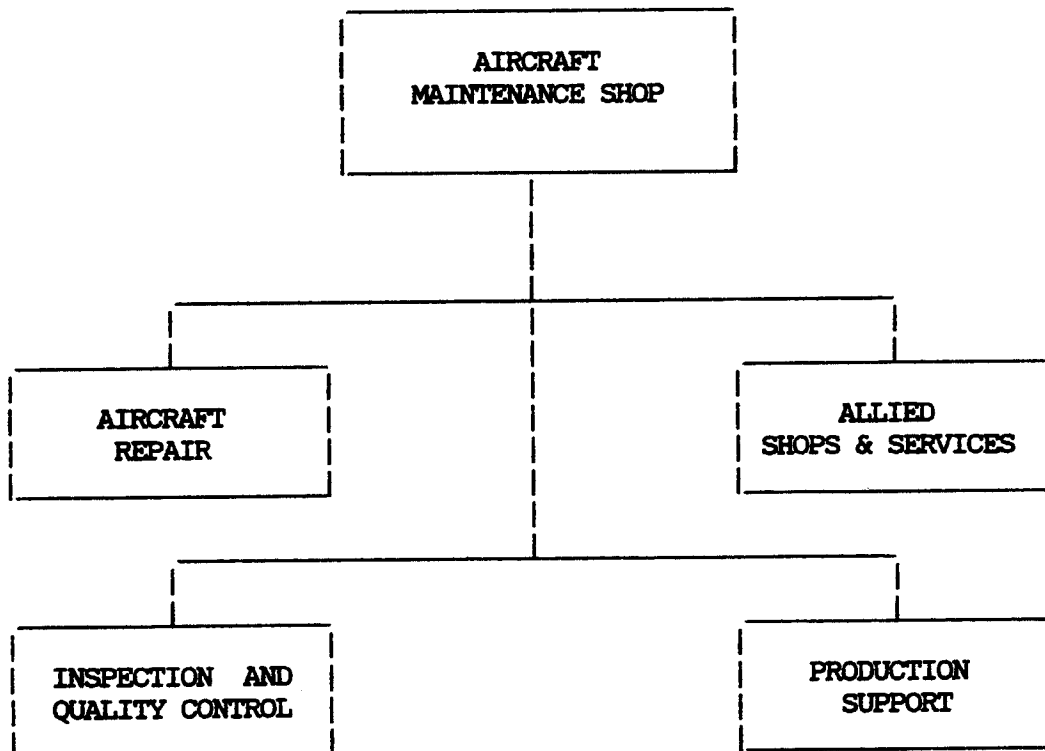 AIRCRAFT
MAINTENANCE SHOP
AIRCRAFT
REPAIR
ALLIED
SHOPS & SERVICES
INSPECTION AND
QUALITY CONTROL
PRODUCTION
SUPPORT